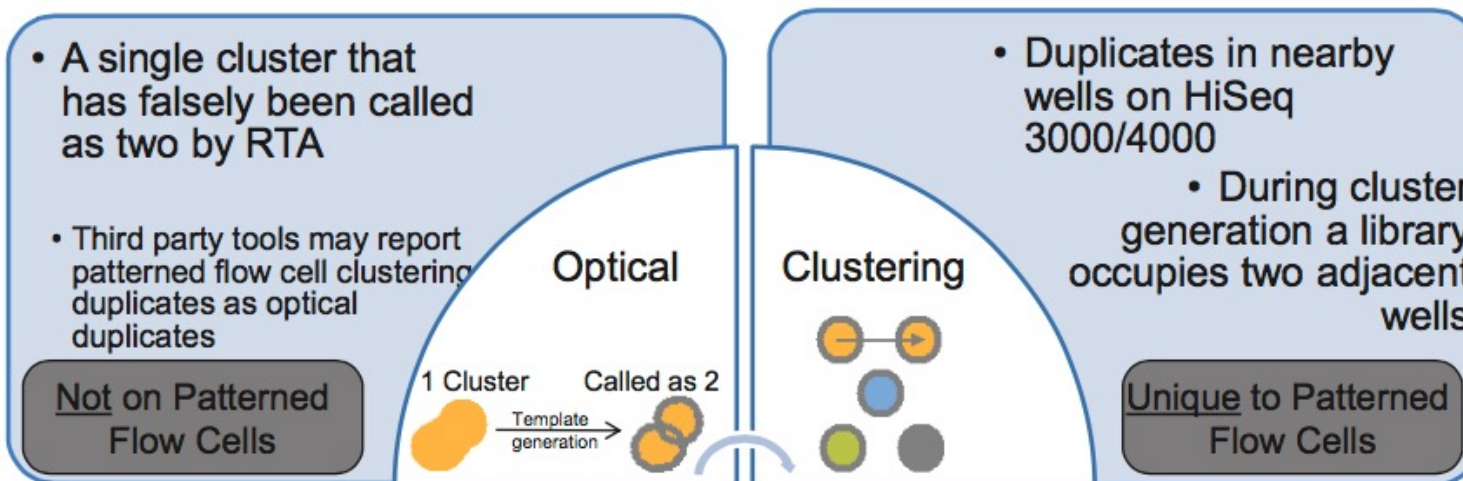 • A single cluster that
has falsely been called
as two by RTA
• Third party tools may report
patterned flow cell clustering
duplicates as optical
duplicates
Not on Patterned
Flow Cells
Optical
1 Cluster
Called as 2
Template
generation
Clustering
• Duplicates in nearby
wells on HiSeq
3000/4000
• During cluster
generation a library
occupies two adjacent
wells
Unique to Patterned
Flow Cells